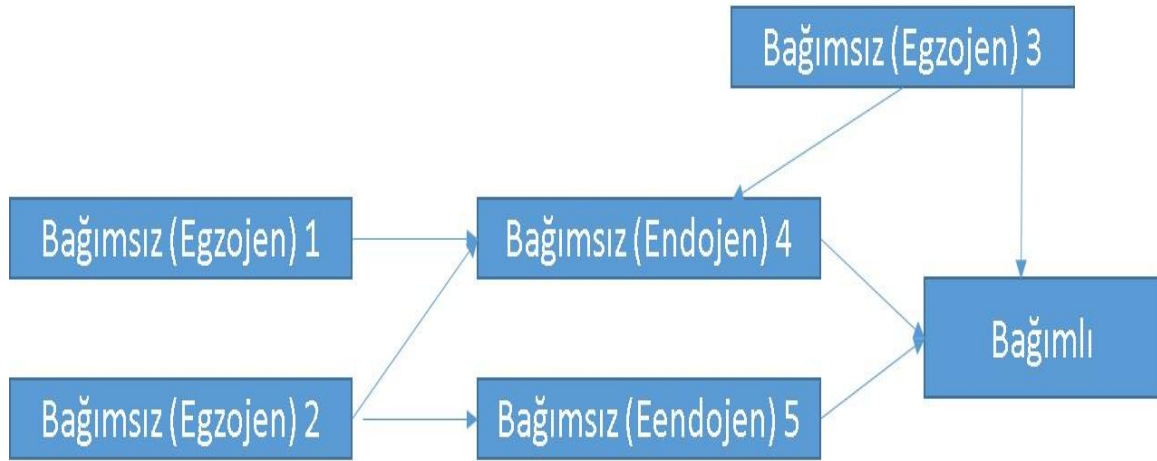 Bağımsız (Egzojen) 3
Bağımsız (Egzojen) 1
Bağımsız (Endojen) 4
Bağımlı
Bağımsız (Egzojen) 2
Bağımsız (Eendojen) 5